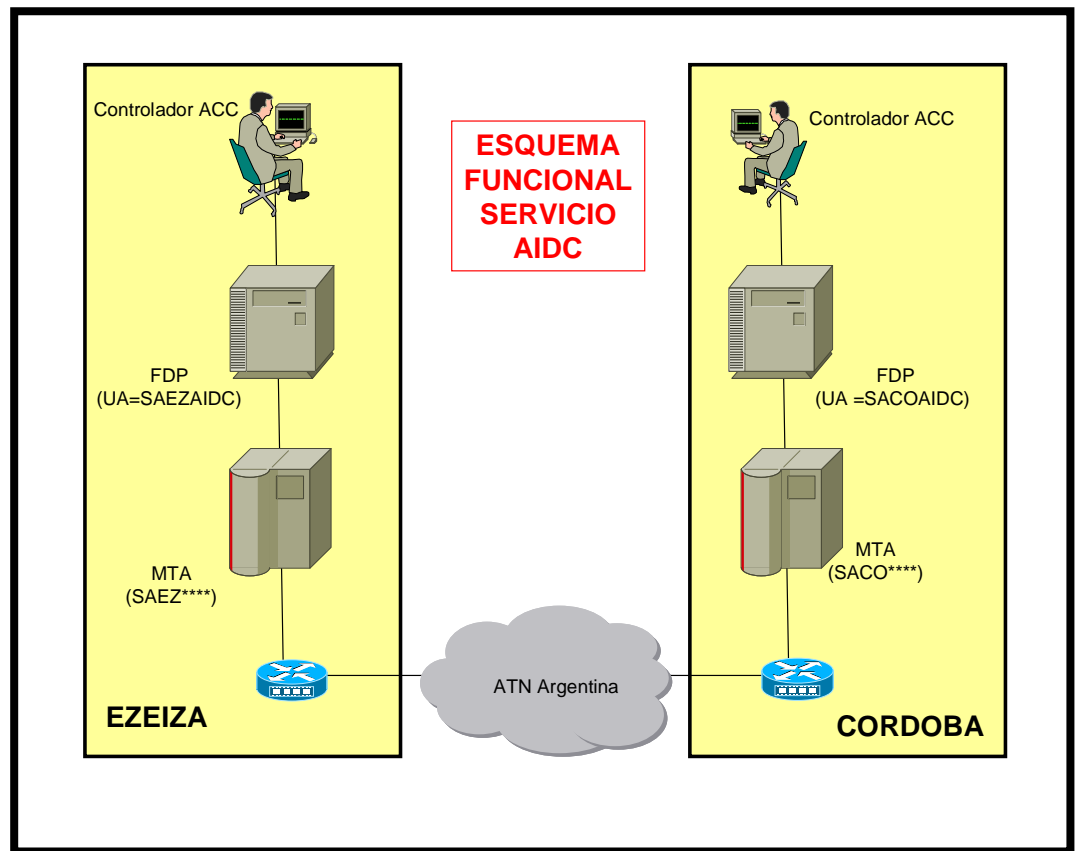 Controlador ACC
FDP
(UA=SAEZAIDC)
MTA
(SAEZ****)
EZEIZA
ESQUEMA
FUNCIONAL
SERVICIO
AIDC
ATN Argentina
Controlador ACC
FDP
(UA =SACOAIDC)
MTA
(SACO****)
CORDOBA